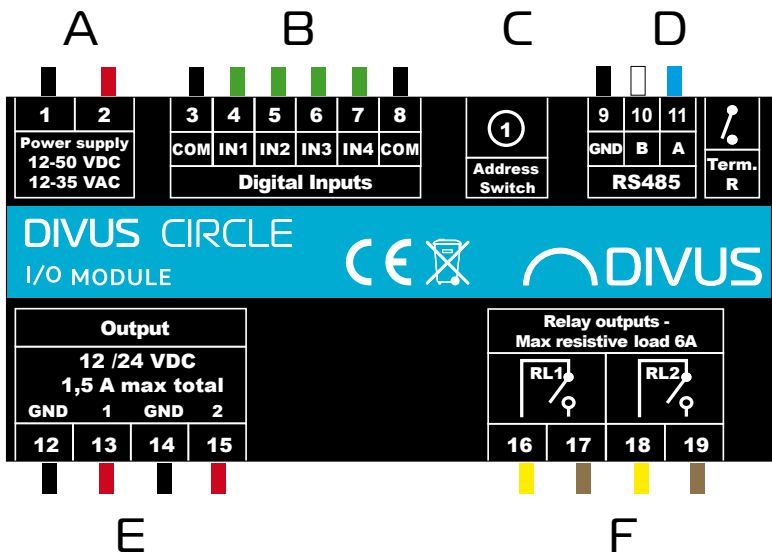 A B C D
1 2 3 4 5 6 7 8 1 9 10 11
Power supply
12-50 VDC
12-35 VAC
COM IN1 IN2 IN3 IN4 COM
Digital Inputs
Address
Switch
GND B A
RS485
Term.
R
DIVUS CIRCLE
I/O MODULE
CE
DIVUS
Output
12 /24 VDC
1,5 A max total
GND 1 GND 2
12 13 14 15
Relay outputs -
Max resistive load 6A
RL1 RL2
16 17 18 19
E F